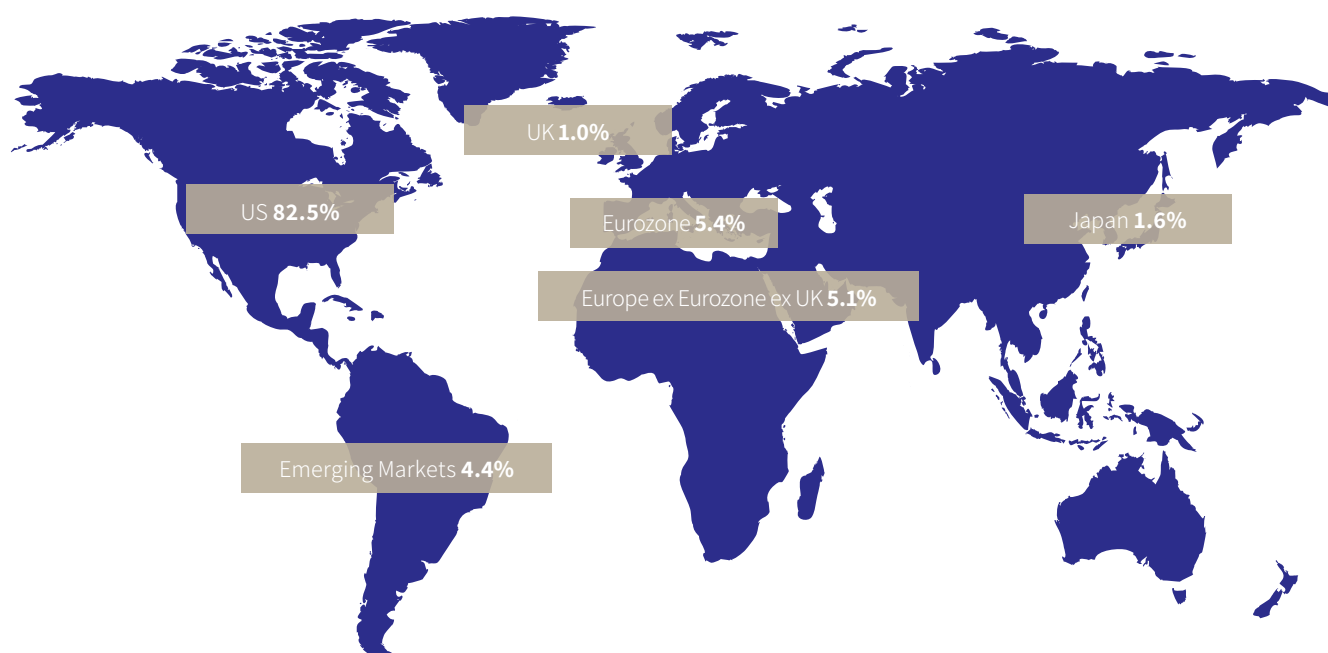 UK 1.0%
US 82.5%
Eurozone 5.4%
Japan 1.6%
Europe ex Eurozone ex UK 5.1%
Emerging Markets 4.4%